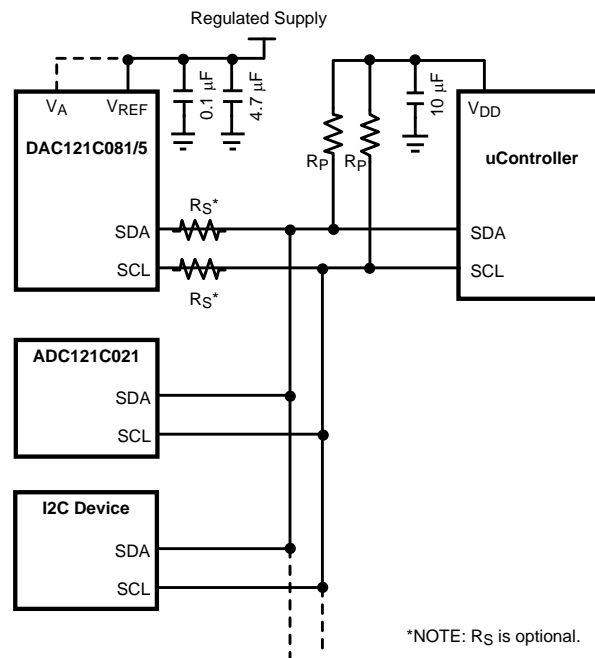 Regulated Supply
VA
VREF
0.1 μF
4.7 μF
DAC121C081/5
SDA
SCL
RS*
RS*
RP
RP
10 μF
VDD
uController
SDA
SCL
ADC121C021
SDA
SCL
I2C Device
SDA
SCL
*NOTE: RS is optional.